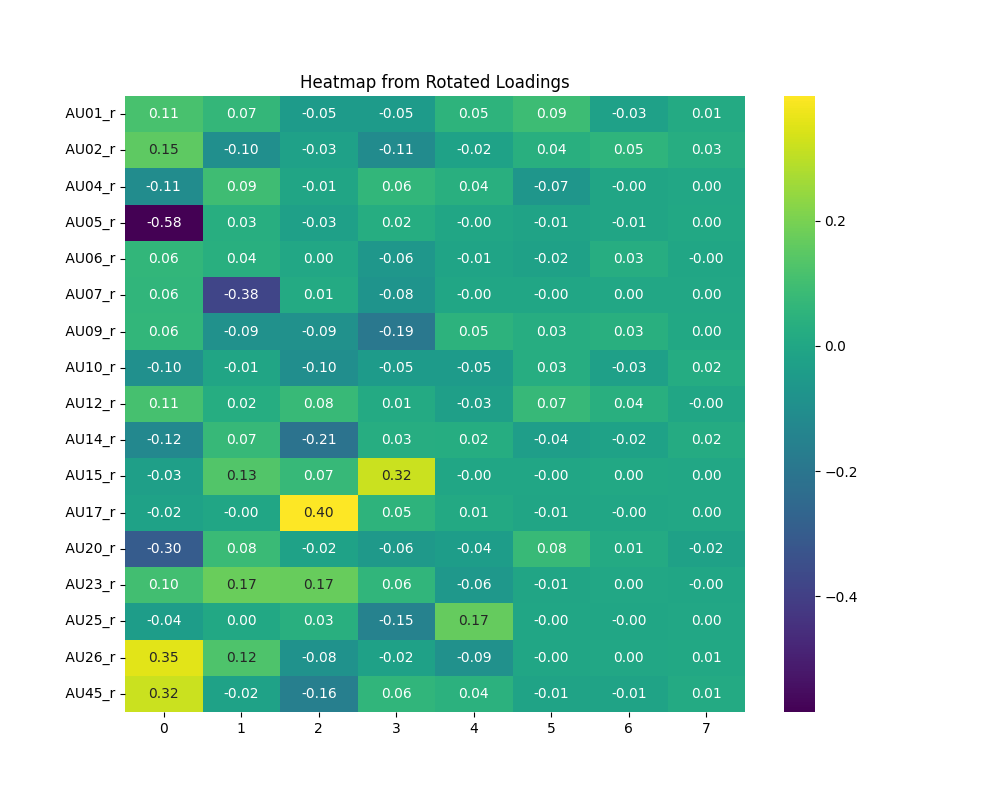 Heatmap from Rotated Loadings
AU01_r 0.11 0.07 -0.05 -0.05 0.05 0.09 -0.03 0.01
AU02_r 0.15 -0.10 -0.03 -0.11 -0.02 0.04 0.05 0.03
AU04_r -0.11 0.09 -0.01 0.06 0.04 -0.07 -0.00 0.00
AU05_r -0.58 0.03 -0.03 0.02 -0.00 -0.01 -0.01 0.00
AU06_r 0.06 0.04 0.00 -0.06 -0.01 -0.02 0.03 -0.00
AU07_r 0.06 -0.38 0.01 -0.08 -0.00 -0.00 0.00 0.00
AU09_r 0.06 -0.09 -0.09 -0.19 0.05 0.03 0.03 0.00
AU10_r -0.10 -0.01 -0.10 -0.05 -0.05 0.03 -0.03 0.02
AU12_r 0.11 0.02 0.08 0.01 -0.03 0.07 0.04 -0.00
AU14_r -0.12 0.07 -0.21 0.03 0.02 -0.04 -0.02 0.02
AU15_r -0.03 0.13 0.07 0.32 -0.00 -0.00 0.00 0.00
AU17_r -0.02 -0.00 0.40 0.05 0.01 -0.01 -0.00 0.00
AU20_r -0.30 0.08 -0.02 -0.06 -0.04 0.08 0.01 -0.02
AU23_r 0.10 0.17 0.17 0.06 -0.06 -0.01 0.00 -0.00
AU25_r -0.04 0.00 0.03 -0.15 0.17 -0.00 -0.00 0.00
AU26_r 0.35 0.12 -0.08 -0.02 -0.09 -0.00 0.00 0.01
AU45_r 0.32 -0.02 -0.16 0.06 0.04 -0.01 -0.01 0.01
0 1 2 3 4 5 6 7
0.2
0.0
−0.2
−0.4